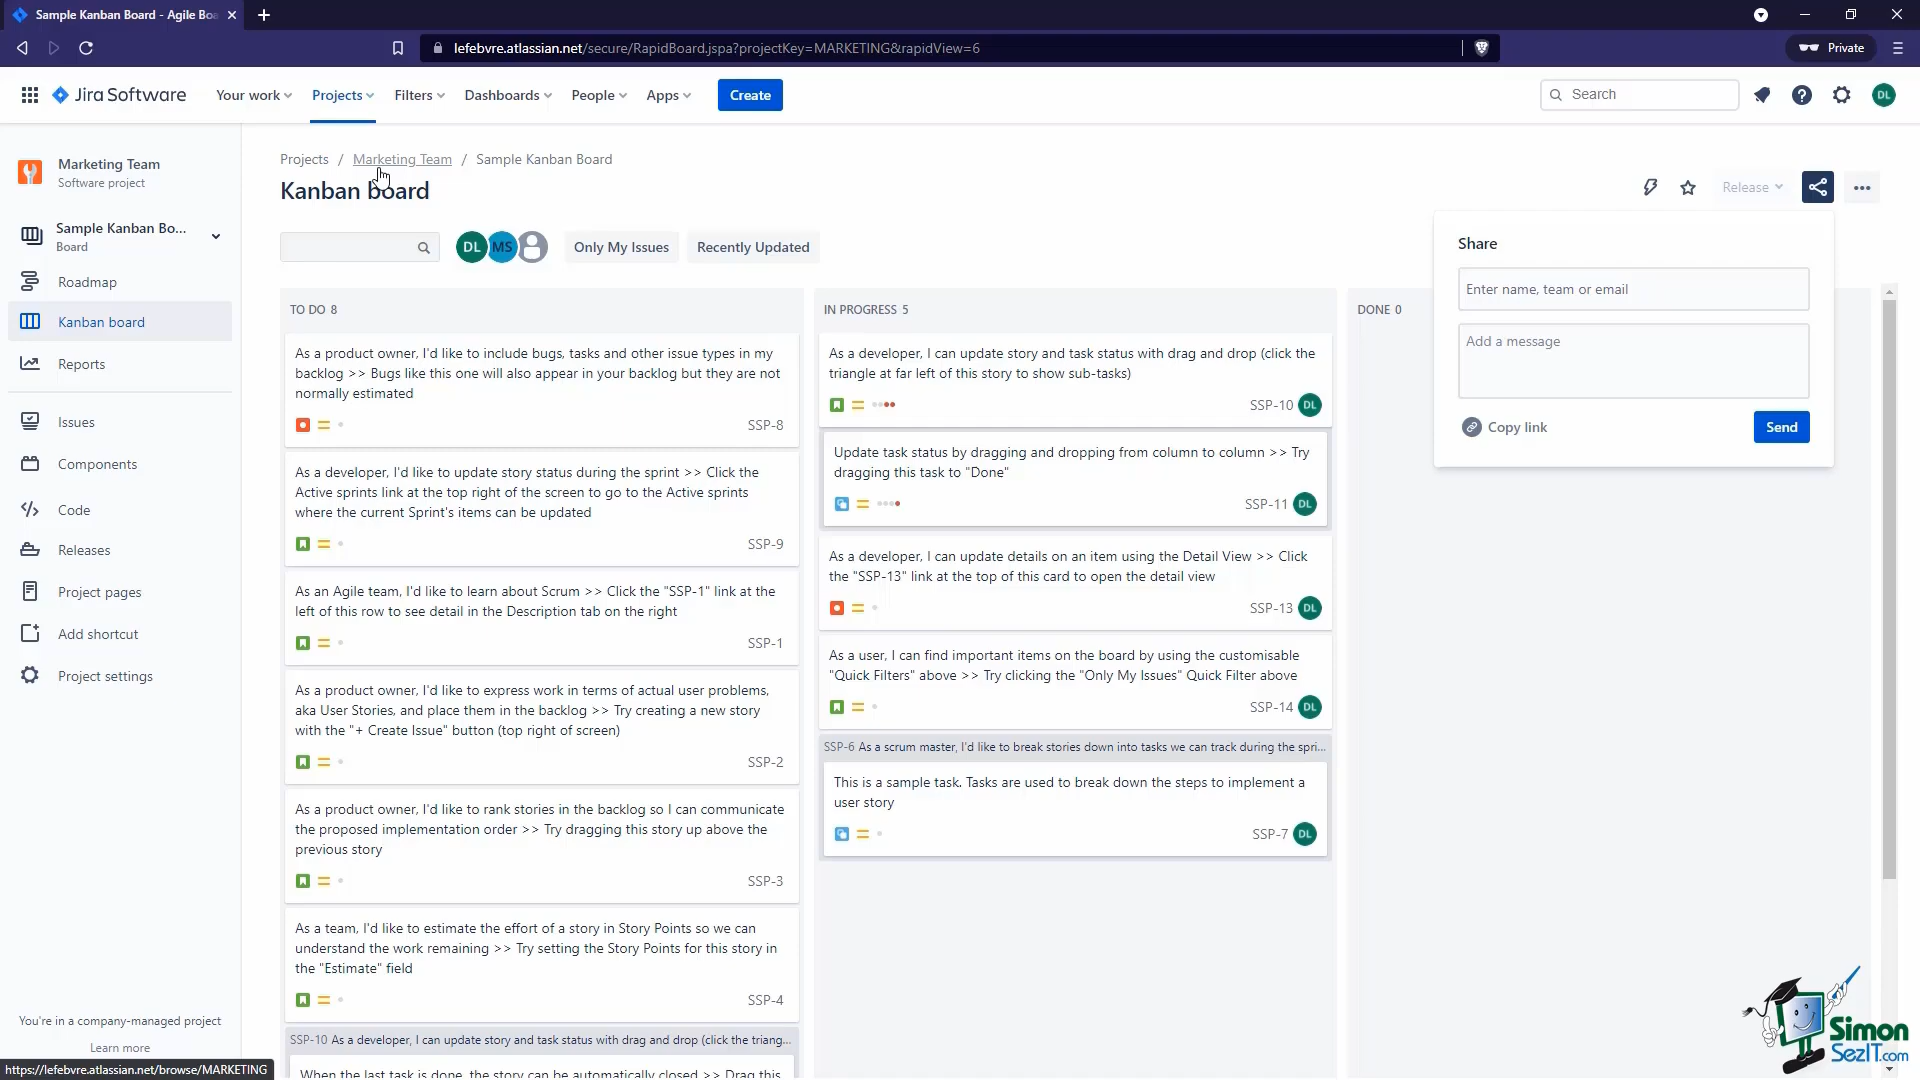 Sample Kanban Board - Agile Boa
lefebvre.atlassian.net/secure/RapidBoard.jspa?projectKey=MARKETING&rapidView=6
Private
Jira Software
Your work
Projects
Filters
Dashboards
People
Apps
Create
Search
DL
Marketing Team
Software project
Sample Kanban Bo...
Board
Roadmap
Kanban board
Reports
Issues
Components
Code
Releases
Project pages
Add shortcut
Project settings
You're in a company-managed project
Learn more
https://lefebvre.atlassian.net/browse/MARKETING
Projects / Marketing Team / Sample Kanban Board
Kanban board
Release
DL
MS
Only My Issues
Recently Updated
TO DO 8
As a product owner, I'd like to include bugs, tasks and other issue types in my
backlog >> Bugs like this one will also appear in your backlog but they are not
normally estimated
SSP-8
As a developer, I'd like to update story status during the sprint >> Click the
Active sprints link at the top right of the screen to go to the Active sprints
where the current Sprint's items can be updated
SSP-9
As an Agile team, I'd like to learn about Scrum >> Click the "SSP-1" link at the
left of this row to see detail in the Description tab on the right
SSP-1
As a product owner, I'd like to express work in terms of actual user problems,
aka User Stories, and place them in the backlog >> Try creating a new story
with the "+ Create Issue" button (top right of screen)
SSP-2
As a product owner, I'd like to rank stories in the backlog so I can communicate
the proposed implementation order >> Try dragging this story up above the
previous story
SSP-3
As a team, I'd like to estimate the effort of a story in Story Points so we can
understand the work remaining >> Try setting the Story Points for this story in
the "Estimate" field
SSP-4
SSP-10 As a developer, I can update story and task status with drag and drop (click the triang...
When the last task is done, the story can be automatically closed >> Drag this
IN PROGRESS 5
As a developer, I can update story and task status with drag and drop (click the
triangle at far left of this story to show sub-tasks)
SSP-10 DL
Update task status by dragging and dropping from column to column >> Try
dragging this task to "Done"
SSP-11 DL
As a developer, I can update details on an item using the Detail View >> Click
the "SSP-13" link at the top of this card to open the detail view
SSP-13 DL
As a user, I can find important items on the board by using the customisable
"Quick Filters" above >> Try clicking the "Only My Issues" Quick Filter above
SSP-14 DL
SSP-6 As a scrum master, I'd like to break stories down into tasks we can track during the spri...
This is a sample task. Tasks are used to break down the steps to implement a
user story
SSP-7 DL
DONE 0
Share
Enter name, team or email
Add a message
Copy link
Send
Simon
SezIT.com